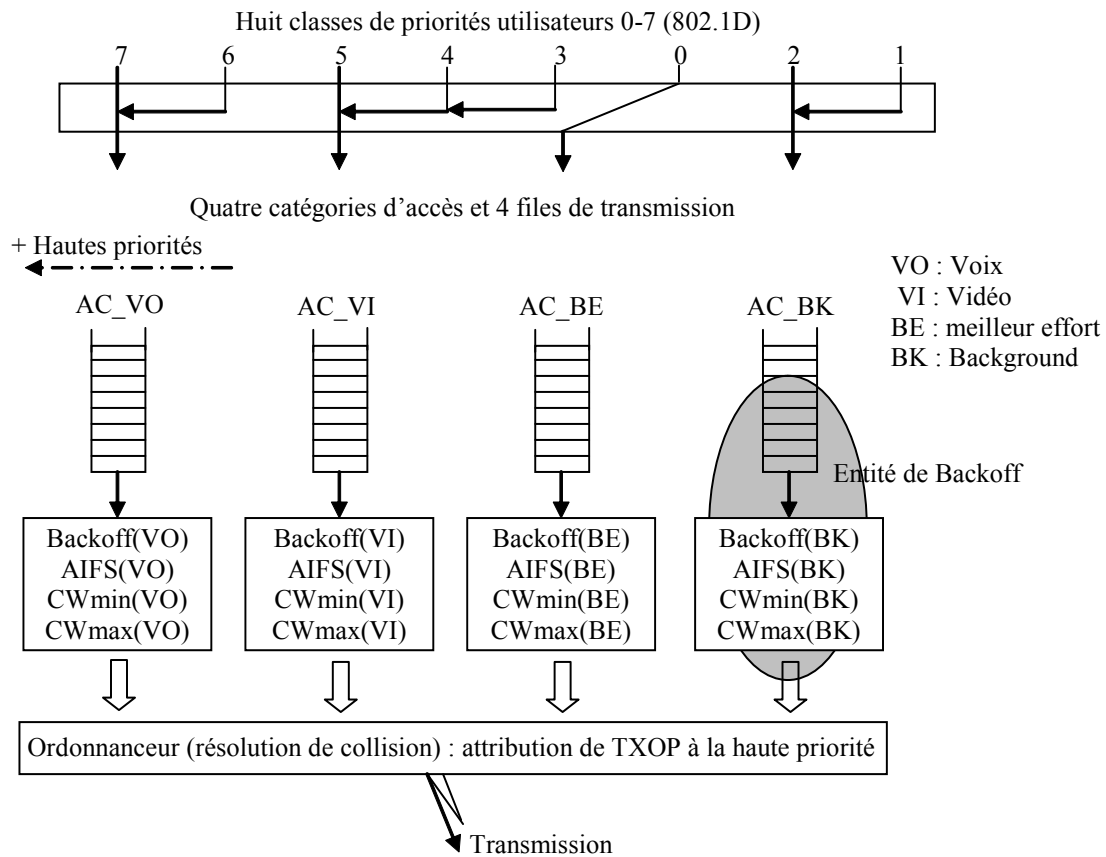 Huit classes de priorités utilisateurs 0-7 (802.1D)
7 6 5 4 3 0 2 1
Quatre catégories d’accès et 4 files de transmission
+ Hautes priorités
VO : Voix
VI : Vidéo
BE : meilleur effort
BK : Background
AC_VO AC_VI AC_BE AC_BK
Entité de Backoff
Backoff(VO)
AIFS(VO)
CWmin(VO)
CWmax(VO)
Backoff(VI)
AIFS(VI)
CWmin(VI)
CWmax(VI)
Backoff(BE)
AIFS(BE)
CWmin(BE)
CWmax(BE)
Backoff(BK)
AIFS(BK)
CWmin(BK)
CWmax(BK)
Ordonnanceur (résolution de collision) : attribution de TXOP à la haute priorité
Transmission